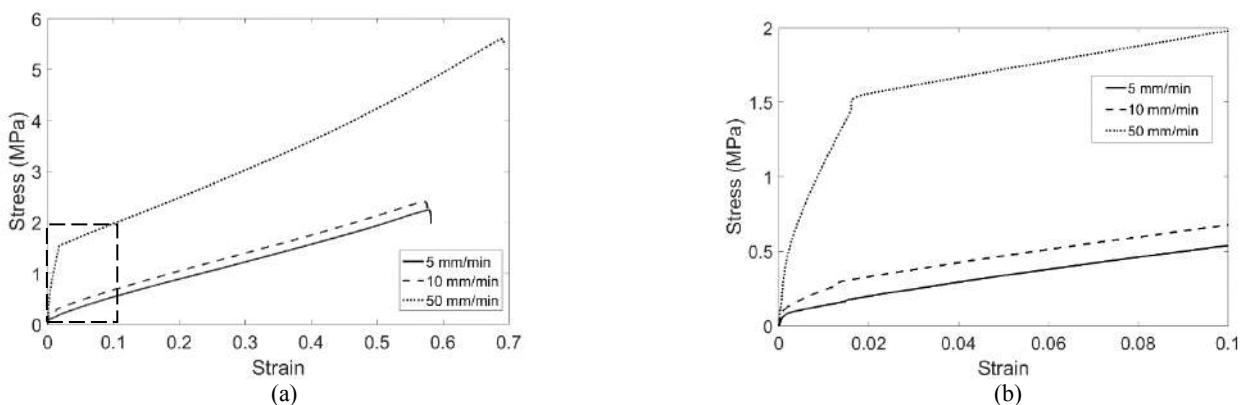 6
5
4
3
2
1
0
Stress (MPa)
5 mm/min
10 mm/min
50 mm/min
0 0.1 0.2 0.3 0.4 0.5 0.6 0.7
Strain
(a)
2
1.5
1
0.5
0
Stress (MPa)
5 mm/min
10 mm/min
50 mm/min
0 0.02 0.04 0.06 0.08 0.1
Strain
(b)